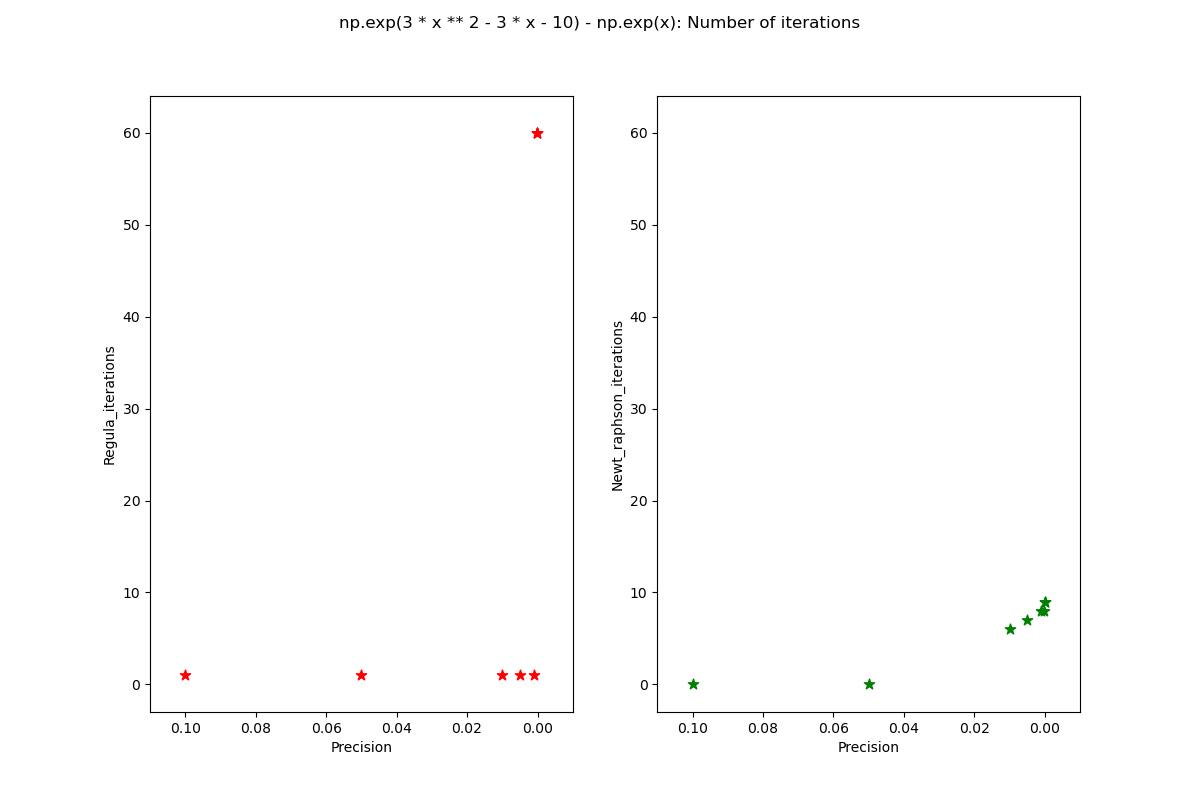 np.exp(3 * x ** 2 - 3 * x - 10) - np.exp(x): Number of iterations
60
50
40
30
20
10
0
Regula_iterations
0.10 0.08 0.06 0.04 0.02 0.00
Precision
60
50
40
30
20
10
0
Newt_raphson_iterations
0.10 0.08 0.06 0.04 0.02 0.00
Precision